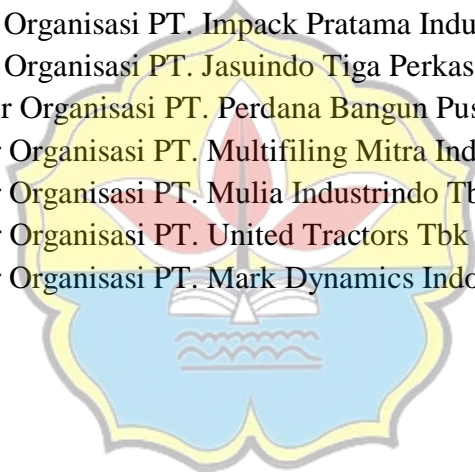 Organisasi PT. Impack Pratama Indu
Organisasi PT. Jasuindo Tiga Perkas
r Organisasi PT. Perdana Bangun Pus
r Organisasi PT. Multifiling Mitra Ind
r Organisasi PT. Mulia Industrindo Tb
r Organisasi PT. United Tractors Tbk
r Organisasi PT. Mark Dynamics Indo